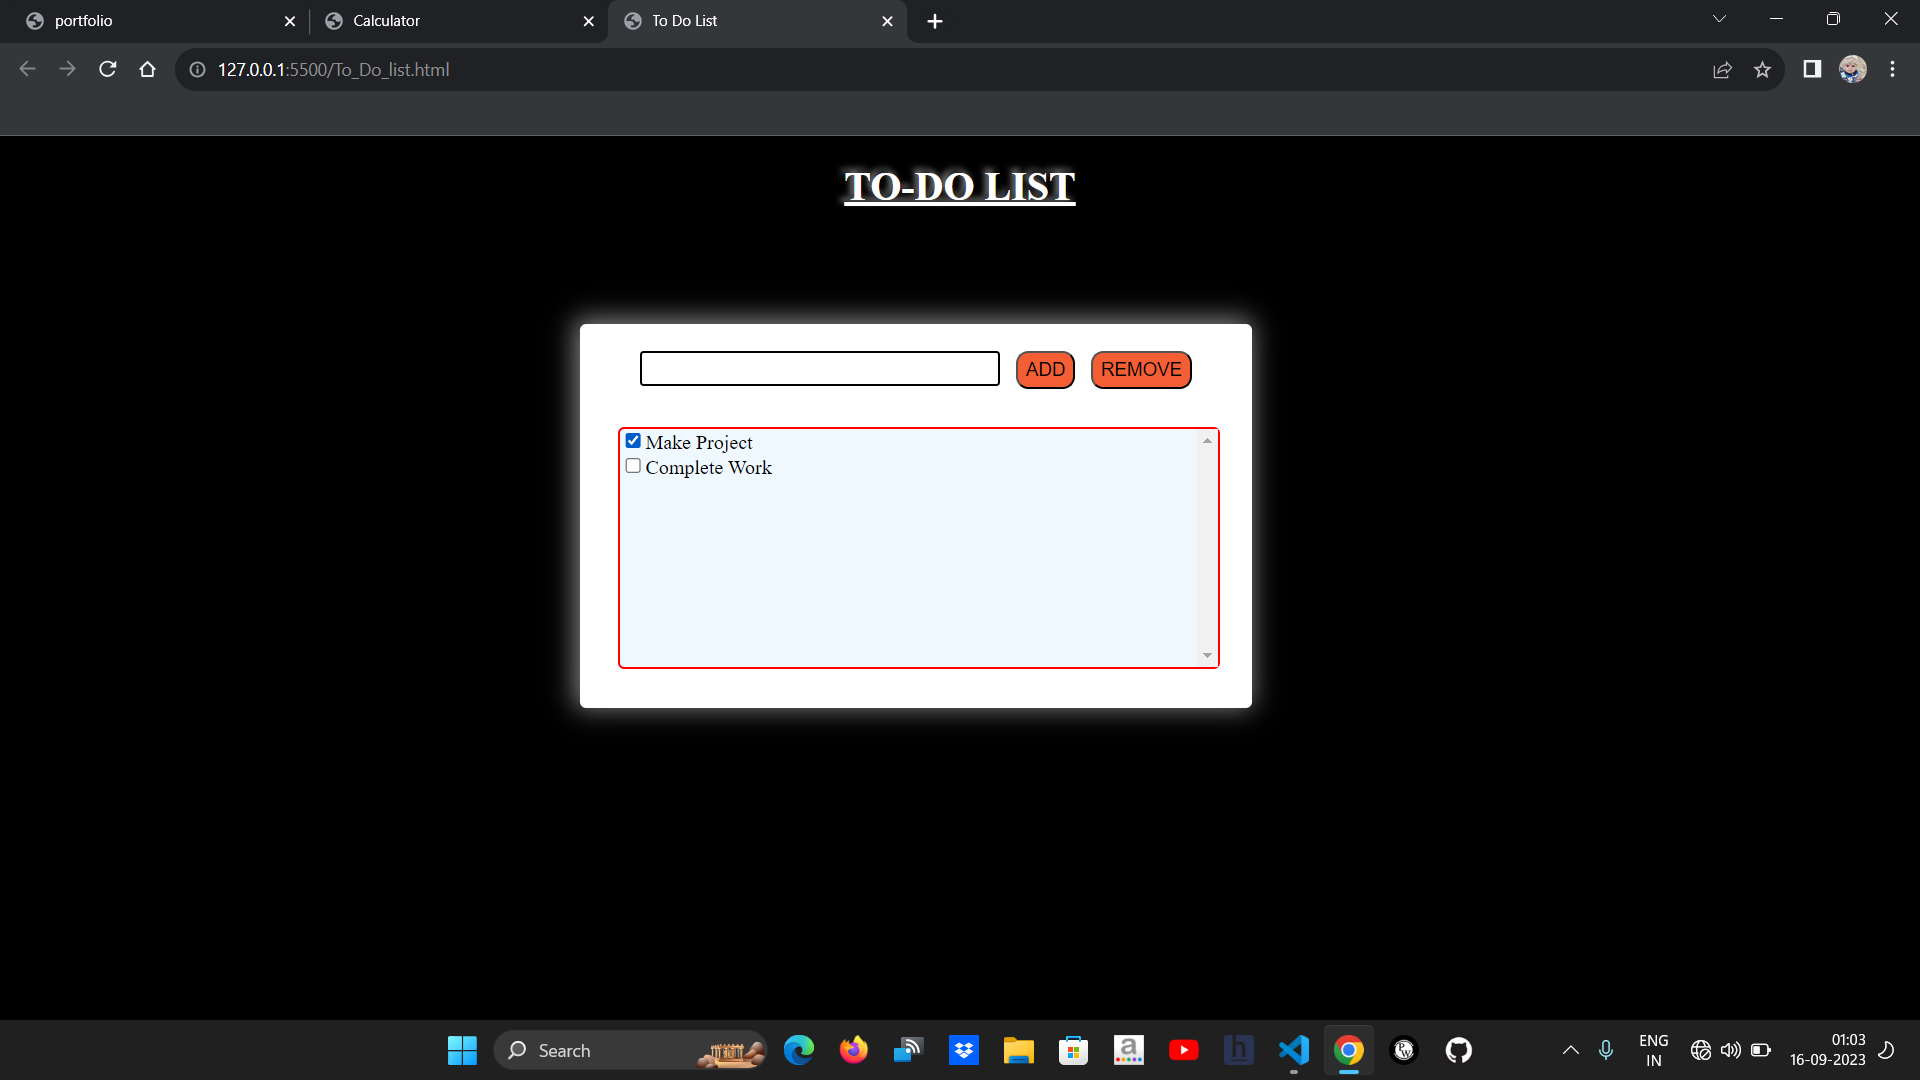 portfolio
Calculator
To Do List
127.0.0.1:5500/To_Do_list.html
TO-DO LIST
ADD
REMOVE
Make Project
Complete Work
Search
a
h
PW
ENG
IN
01:03
16-09-2023